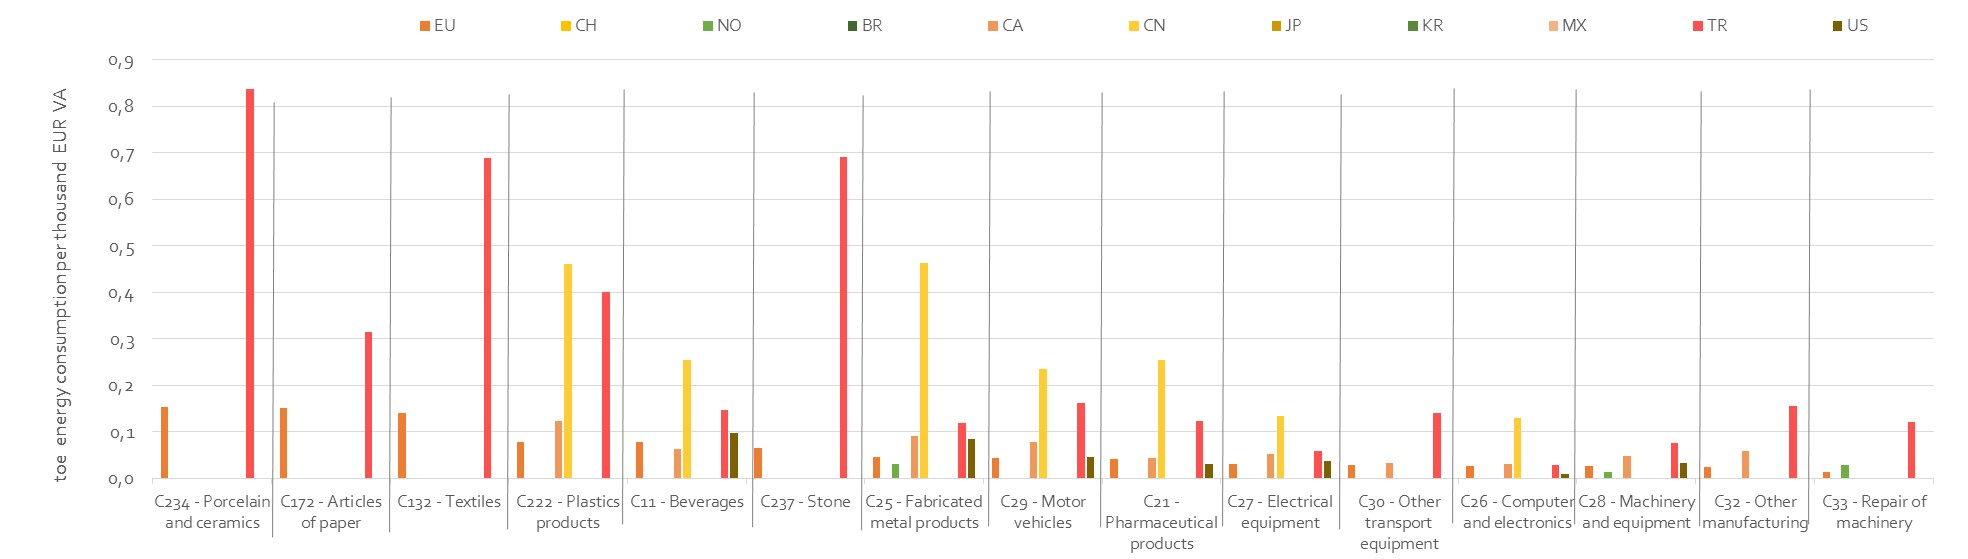 EU CH NO BR CA CN JP KR MX TR US
toe energy consumption per thousand EUR VA
0,9
0,8
0,7
0,6
0,5
0,4
0,3
0,2
0,1
0,0
C234 - Porcelain
and ceramics
C172 - Articles
of paper
C132 - Textiles
C222 - Plastics
products
C11 - Beverages
C237 - Stone
C25 - Fabricated
metal products
C29 - Motor
vehicles
C21 -
Pharmaceutical
products
C27 - Electrical
equipment
C30 - Other
transport
equipment
C26 - Computer
and electronics
C28 - Machinery
and equipment
C32 - Other
manufacturing
C33 - Repair of
machinery